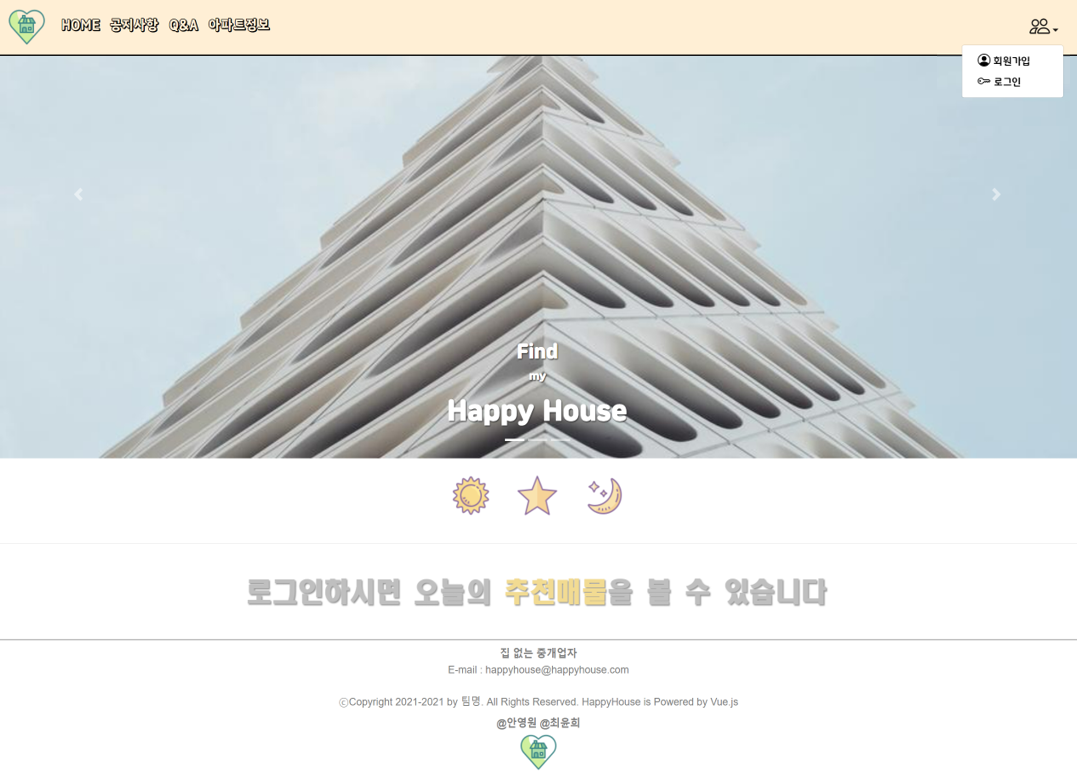 HOME 공지사항 Q&A 아파트정보
회원가입
로그인
Find
my
Happy House
로그인하시면 오늘의 추천매물을 볼 수 있습니다
집 없는 중개업자
E-mail : happyhouse@happyhouse.com
ⓒCopyright 2021-2021 by 팀명. All Rights Reserved. HappyHouse is Powered by Vue.js
@안영원 @최윤희